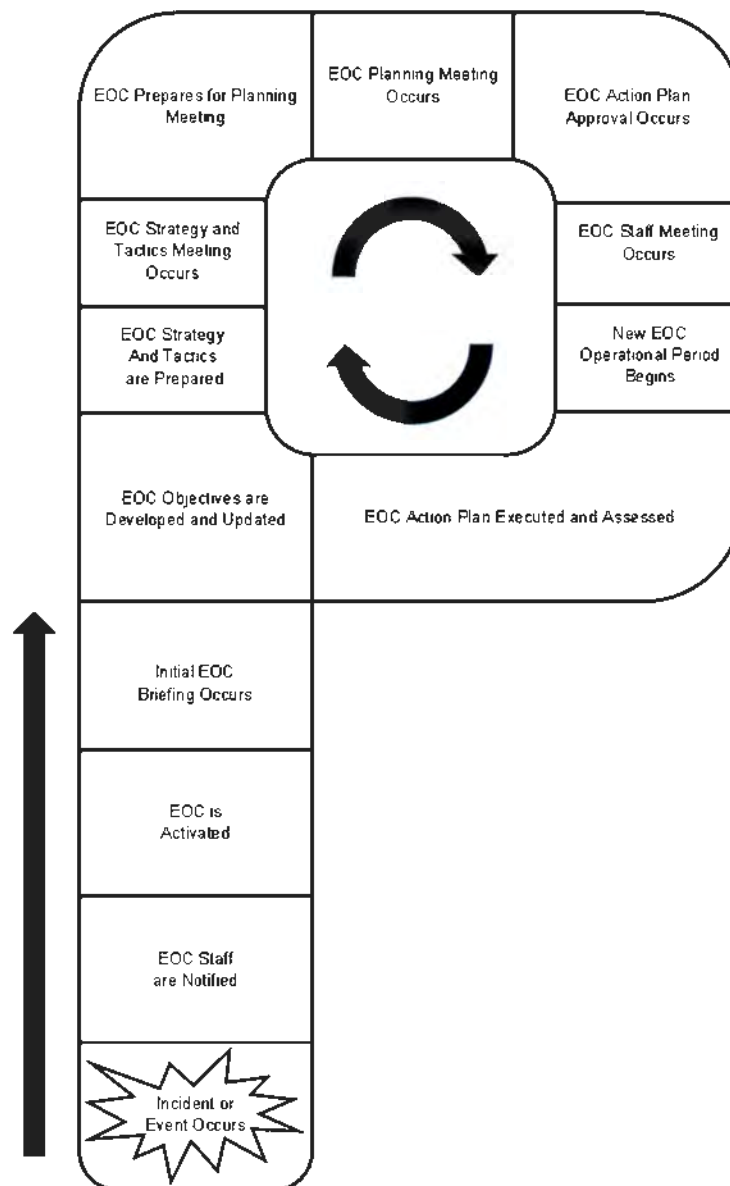 EOC Prepares for Planning
Meeting
EOC Planning Meeting
Occurs
EOC Action Plan
Approval Occurs
EOC Strategy and
Tactics Meeting
Occurs
EOC Staff Meeting
Occurs
EOC Strategy
And Tactics
are Prepared
New EOC
Operational Period
Begins
EOC Objectives are
Developed and Updated
EOC Action Plan Executed and Assessed
Initial EOC
Briefing Occurs
EOC is
Activated
EOC Staff
are Notified
Incident or
Event Occurs